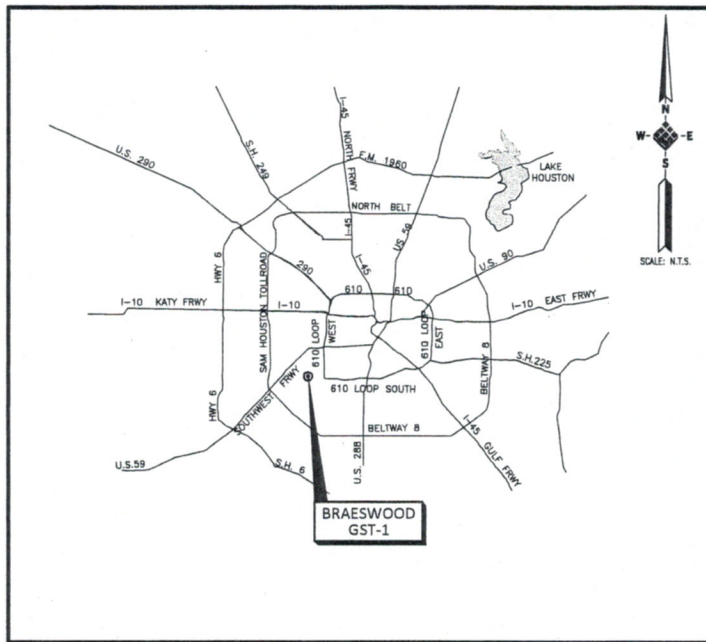 I-45
NORTH FRWY
S.H. 249
U.S. 290
F.M. 1960
LAKE
HOUSTON
N
W
E
S
SCALE: N.T.S.
NORTH BELT
I-45
US 59
HWY 6
SAM HOUSTON TOLLROAD
290
I-45
U.S. 90
610
610
I-10 KATY FRWY
I-10
610 LOOP
WEST
610 LOOP
EAST
I-10 EAST FRWY
S.H.225
BELTWAY 8
HWY 6
SOUTHWEST FRWY
610 LOOP SOUTH
BELTWAY 8
I-45
GULF FRWY
U.S.59
S.H. 6
U.S. 288
BRAESWOOD
GST-1